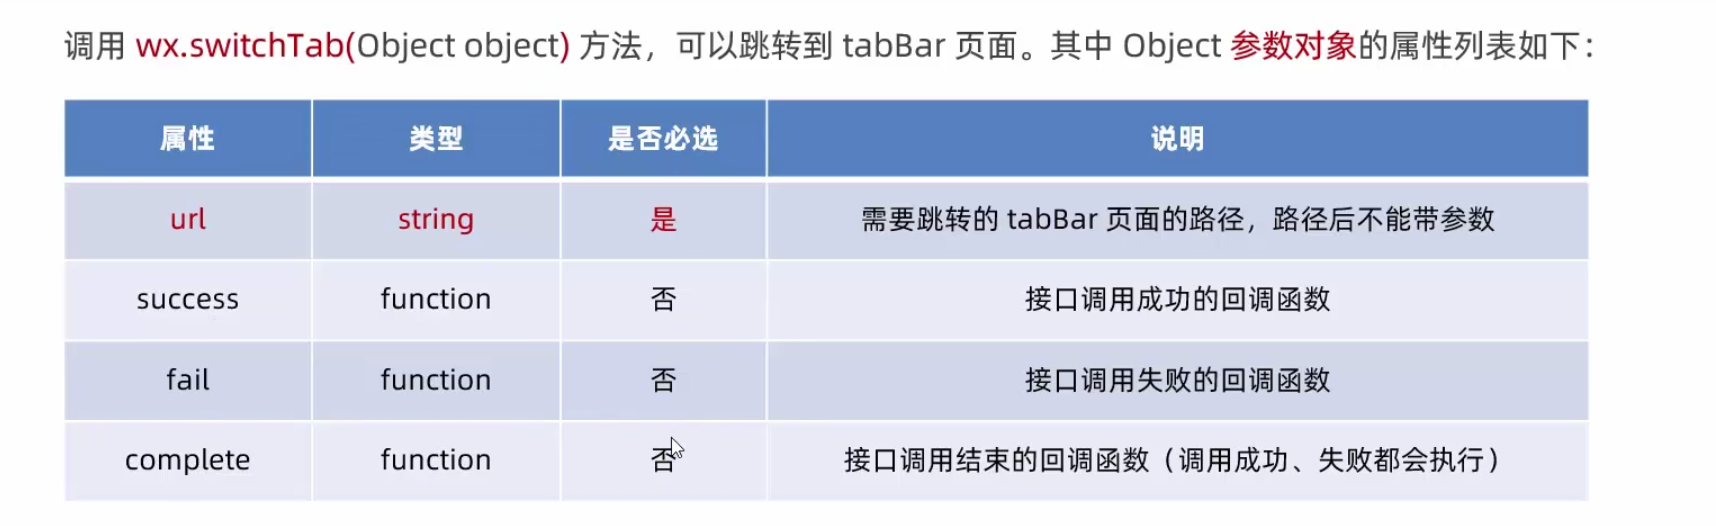 调用 wx.switchTab(Object object) 方法，可以跳转到 tabBar 页面。其中 Object 参数对象的属性列表如下：
属性 类型 是否必选 说明
url string 是 需要跳转的 tabBar 页面的路径，路径后不能带参数
success function 否 接口调用成功的回调函数
fail function 否 接口调用失败的回调函数
complete function 否 接口调用结束的回调函数（调用成功、失败都会执行）